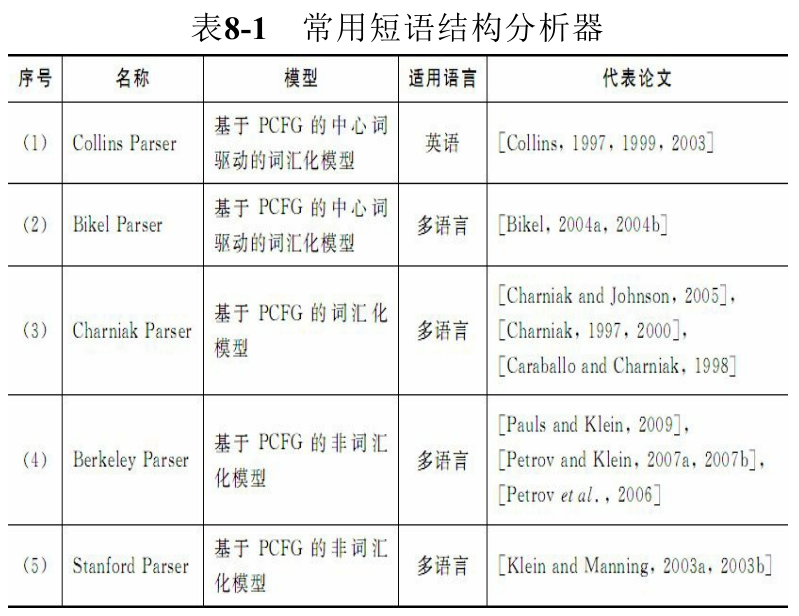 表8-1 常用短语结构分析器
序号 名称 模型 适用语言 代表论文
(1) Collins Parser 基于 PCFG 的中心词
驱动的词汇化模型 英语 [Collins, 1997, 1999, 2003]
(2) Bikel Parser 基于 PCFG 的中心词
驱动的词汇化模型 多语言 [Bikel, 2004a, 2004b]
(3) Charniak Parser 基于 PCFG 的词汇化
模型 多语言 [Charniak and Johnson, 2005],
[Charniak, 1997, 2000],
[Caraballo and Charniak, 1998]
(4) Berkeley Parser 基于 PCFG 的非词汇
化模型 多语言 [Pauls and Klein, 2009],
[Petrov and Klein, 2007a, 2007b],
[Petrov et al., 2006]
(5) Stanford Parser 基于 PCFG 的非词汇
化模型 多语言 [Klein and Manning, 2003a, 2003b]